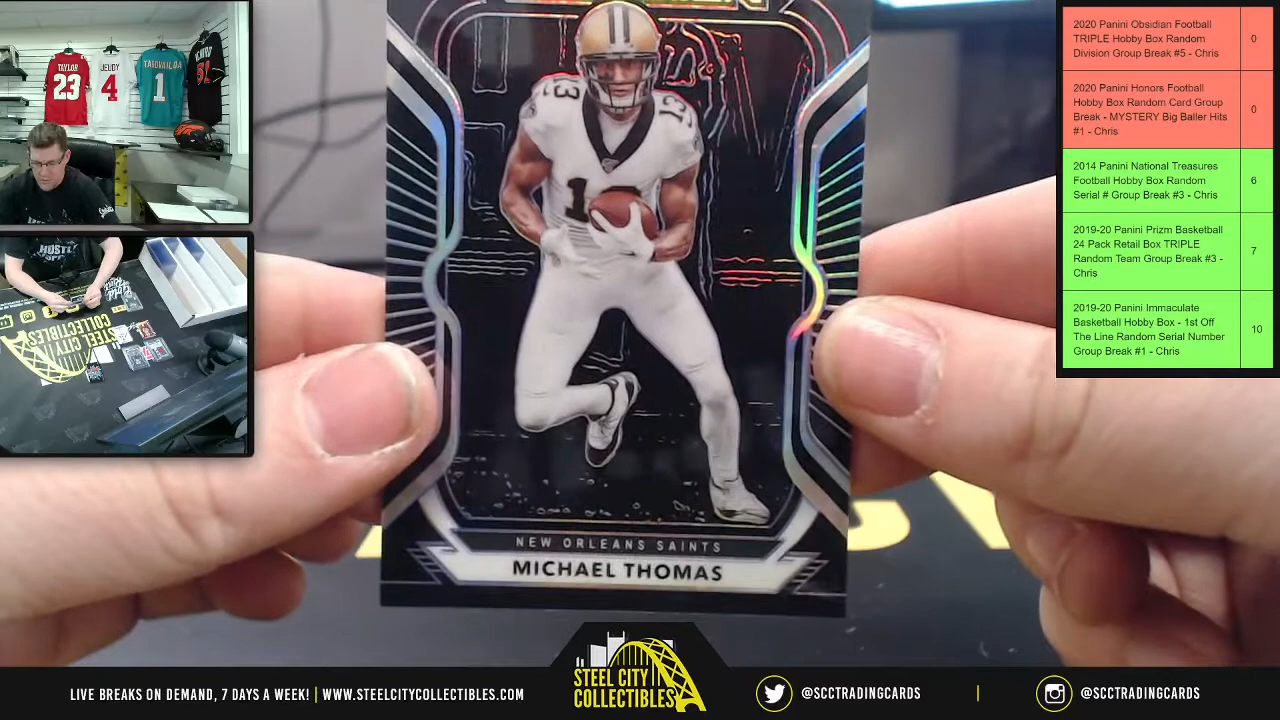 TAYLOR
23
JEUDY
4
TAGOVAILOA
1
51
HUSTLE
STEEL CITY
COLLECTIBLES
13
13
13
NEW ORLEANS SAINTS
MICHAEL THOMAS
2020 Panini Obsidian Football
TRIPLE Hobby Box Random
Division Group Break #5 - Chris
0
2020 Panini Honors Football
Hobby Box Random Card Group
Break - MYSTERY Big Baller Hits
#1 - Chris
0
2014 Panini National Treasures
Football Hobby Box Random
Serial # Group Break #3 - Chris
6
2019-20 Panini Prizm Basketball
24 Pack Retail Box TRIPLE
Random Team Group Break #3 -
Chris
7
2019-20 Panini Immaculate
Basketball Hobby Box - 1st Off
The Line Random Serial Number
Group Break #1 - Chris
10
LIVE BREAKS ON DEMAND, 7 DAYS A WEEK! | WWW.STEELCITYCOLLECTIBLES.COM
STEEL CITY
COLLECTIBLES
@SCCTRADINGCARDS
|
@SCCTRADINGCARDS